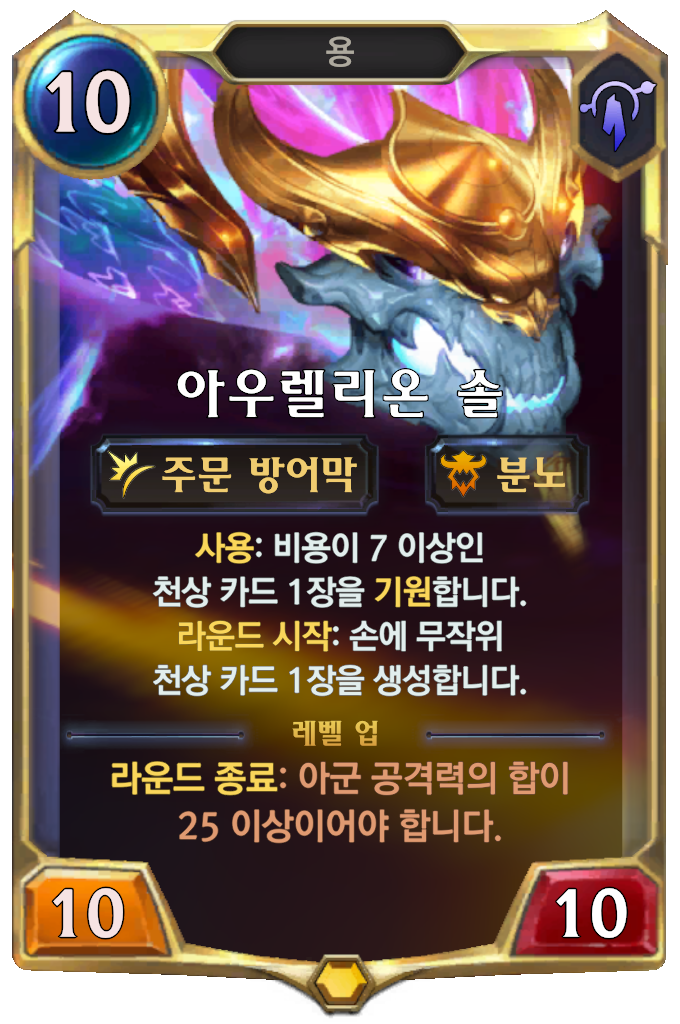 용
10
아우렐리온 솔
주문 방어막 분노
사용: 비용이 7 이상인
천상 카드 1장을 기원합니다.
라운드 시작: 손에 무작위
천상 카드 1장을 생성합니다.
레벨 업
라운드 종료: 아군 공격력의 합이
25 이상이어야 합니다.
10 10